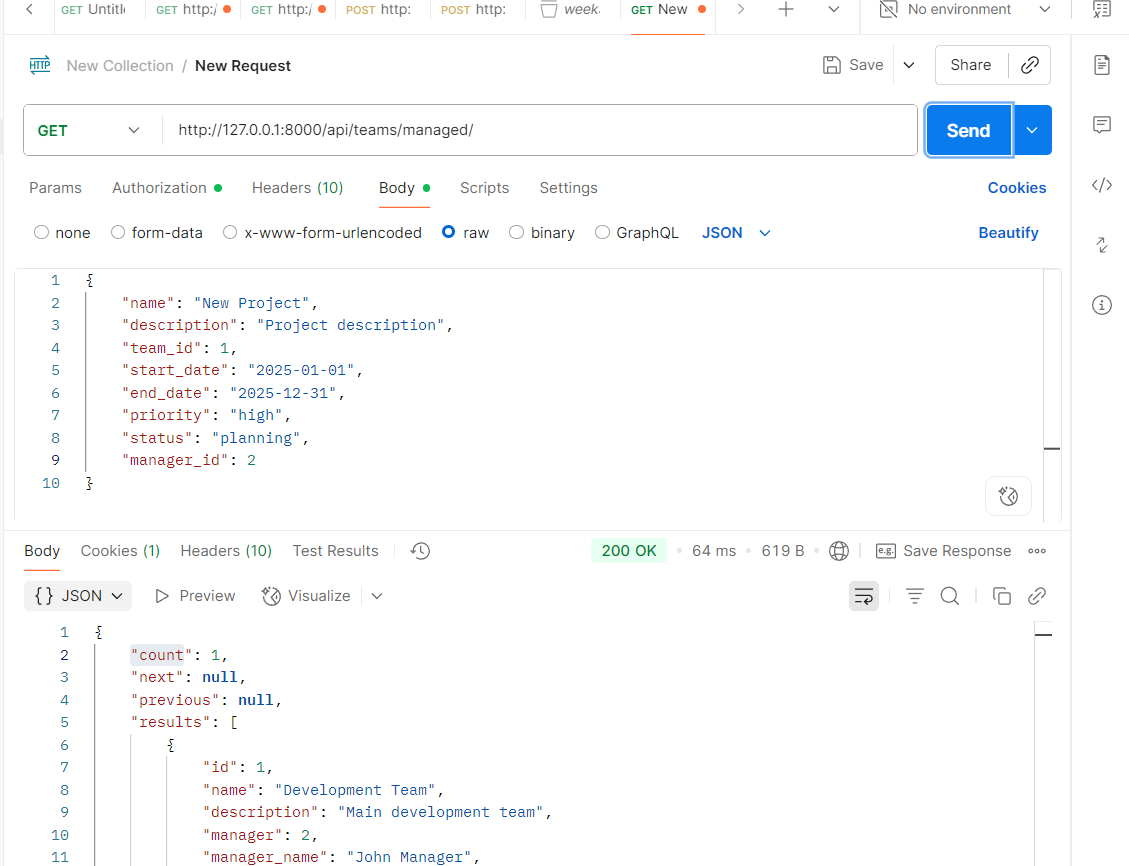 GET Untitl GET http:/ GET http:/ POST http: POST http: week. GET New No environment
HTTP New Collection / New Request Save Share
GET http://127.0.0.1:8000/api/teams/managed/ Send
Params Authorization Headers (10) Body Scripts Settings Cookies
none form-data x-www-form-urlencoded raw binary GraphQL JSON Beautify
1 {
2 "name": "New Project",
3 "description": "Project description",
4 "team_id": 1,
5 "start_date": "2025-01-01",
6 "end_date": "2025-12-31",
7 "priority": "high",
8 "status": "planning",
9 "manager_id": 2
10 }
Body Cookies (1) Headers (10) Test Results 200 OK 64 ms 619 B e.g. Save Response
{} JSON Preview Visualize
1 {
2 "count": 1,
3 "next": null,
4 "previous": null,
5 "results": [
6 {
7 "id": 1,
8 "name": "Development Team",
9 "description": "Main development team",
10 "manager": 2,
11 "manager_name": "John Manager",